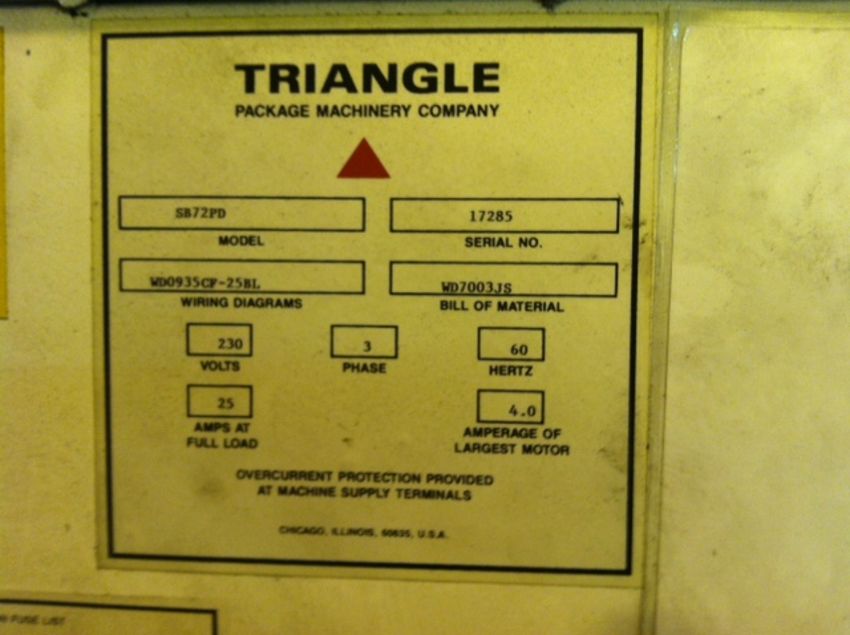 TRIANGLE
PACKAGE MACHINERY COMPANY
SB72PD
MODEL
17285
SERIAL NO.
WD0935CF-25BL
WIRING DIAGRAMS
WD7003JS
BILL OF MATERIAL
230
VOLTS
3
PHASE
60
HERTZ
25
AMPS AT
FULL LOAD
4.0
AMPERAGE OF
LARGEST MOTOR
OVERCURRENT PROTECTION PROVIDED
AT MACHINE SUPPLY TERMINALS
CHICAGO, ILLINOIS, 60635, U.S.A.
FUSE LIST